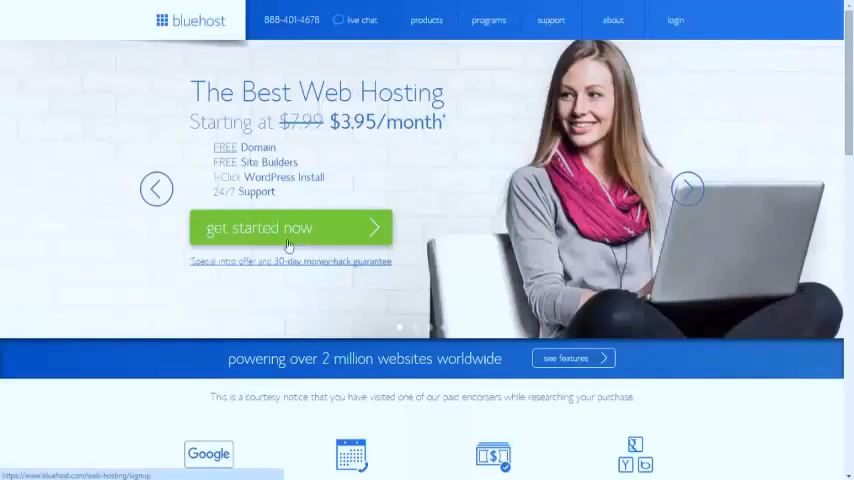 bluehost
888-401-4678 live chat products programs support about login
The Best Web Hosting
Starting at $7.99 $3.95/month*
FREE Domain
FREE Site Builders
1-Click WordPress Install
24/7 Support
get started now
*Special intro offer and 30-day money-back guarantee
powering over 2 million websites worldwide
see features
This is a courtesy notice that you have visited one of our paid endorsers while researching your purchase.
Google
$
g
Y b
https://www.bluehost.com/web-hosting/signup